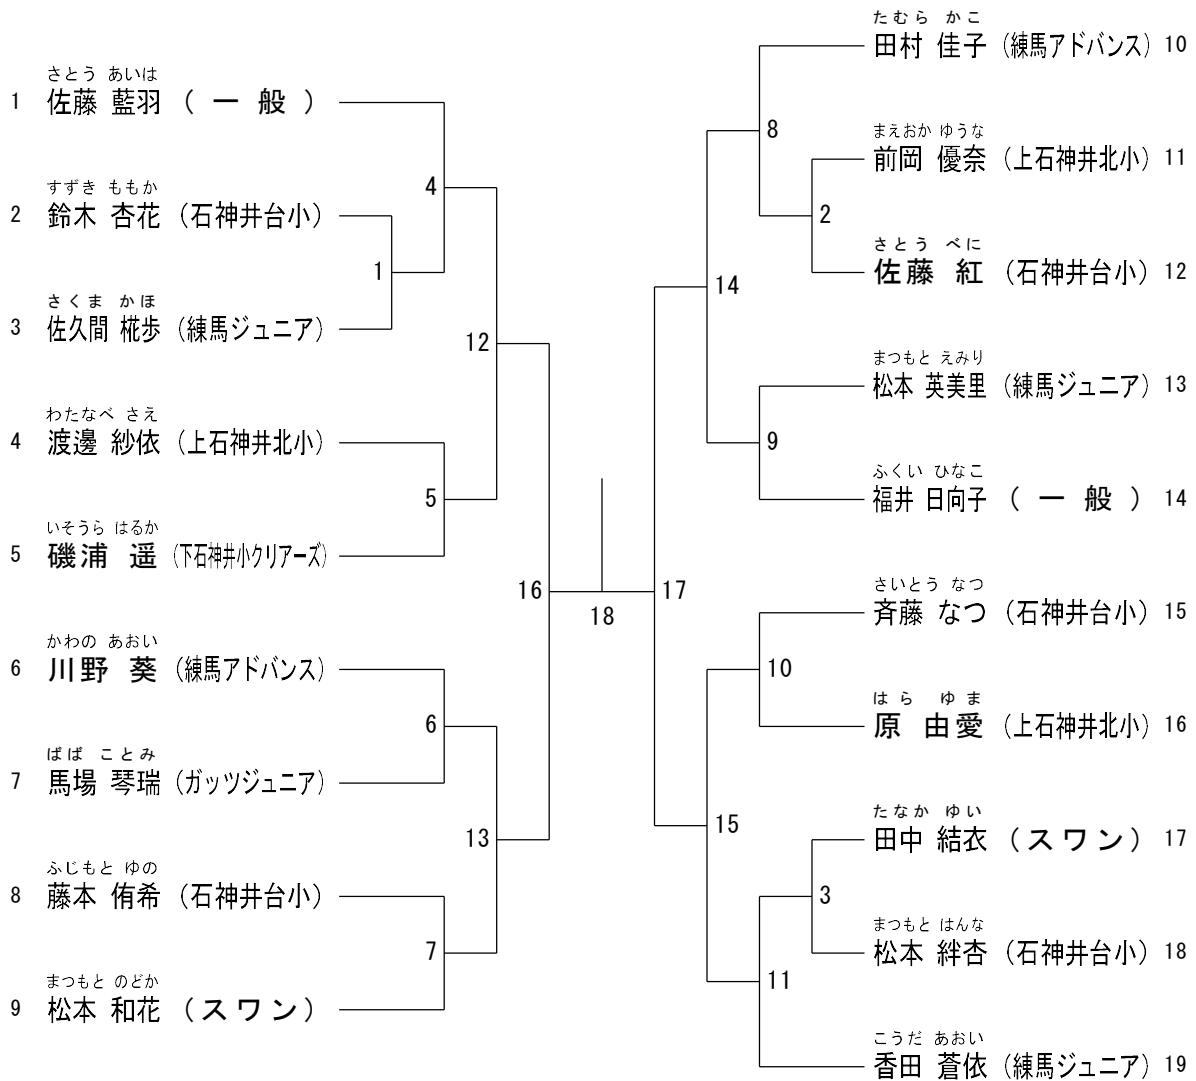 さとう あいは
1 佐藤 藍羽 （ 一 般 ）
すずき ももか
2 鈴木 杏花 （石神井台小）
1
さくま かほ
3 佐久間 椛歩 （練馬ジュニア）
4
12
わたなべ さえ
4 渡邊 紗依 （上石神井北小）
5
いそうら はるか
5 磯浦 遥 （下石神井小クリアーズ）
16
かわの あおい
6 川野 葵 （練馬アドバンス）
6
ばば ことみ
7 馬場 琴瑞 （ガッツジュニア）
13
ふじもと ゆの
8 藤本 侑希 （石神井台小）
7
まつもと のどか
9 松本 和花 （スワン）
18
たむら かこ
田村 佳子 （練馬アドバンス） 10
8
まえおか ゆうな
前岡 優奈 （上石神井北小） 11
2
さとう べに
佐藤 紅 （石神井台小） 12
14
まつもと えみり
松本 英美里 （練馬ジュニア） 13
9
ふくい ひなこ
福井 日向子 （ 一 般 ） 14
17
さいとう なつ
斉藤 なつ （石神井台小） 15
10
はら ゆま
原 由愛 （上石神井北小） 16
15
たなか ゆい
田中 結衣 （スワン） 17
3
まつもと はんな
松本 絆杏 （石神井台小） 18
11
こうだ あおい
香田 蒼依 （練馬ジュニア） 19